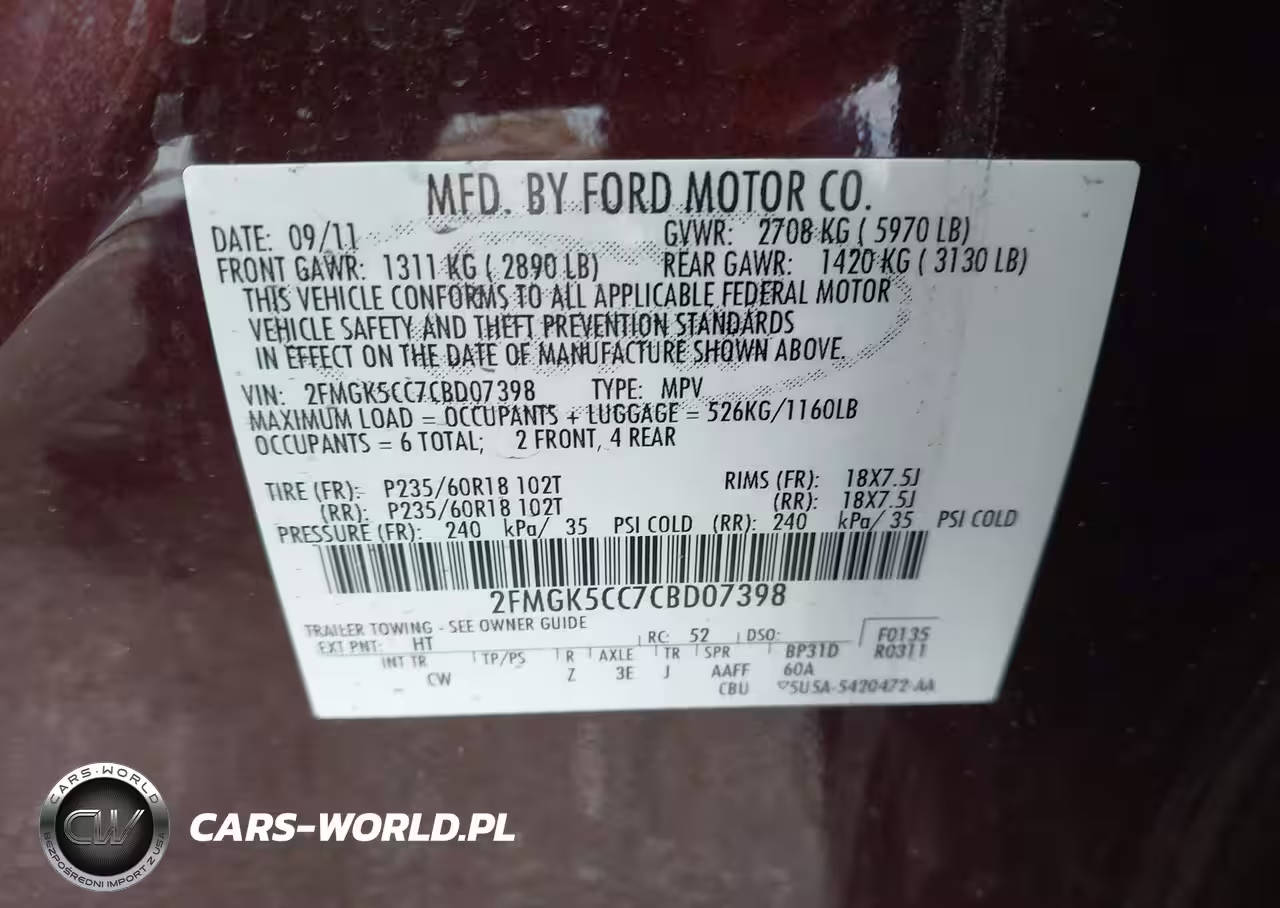 MFD. BY FORD MOTOR CO.
DATE: 09/11 GVWR: 2708 KG ( 5970 LB)
FRONT GAWR: 1311 KG ( 2890 LB) REAR GAWR: 1420 KG ( 3130 LB)
THIS VEHICLE CONFORMS TO ALL APPLICABLE FEDERAL MOTOR
VEHICLE SAFETY AND THEFT PREVENTION STANDARDS
IN EFFECT ON THE DATE OF MANUFACTURE SHOWN ABOVE.
VIN: 2FMGK5CC7CBD07398 TYPE: MPV
MAXIMUM LOAD = OCCUPANTS + LUGGAGE = 526KG/1160LB
OCCUPANTS = 6 TOTAL; 2 FRONT, 4 REAR
TIRE (FR): P235/60R18 102T RIMS (FR): 18X7.5J
(RR): P235/60R18 102T (RR): 18X7.5J
PRESSURE (FR): 240 kPa/ 35 PSI COLD (RR): 240 kPa/ 35 PSI COLD
2FMGK5CC7CBD07398
TRAILER TOWING - SEE OWNER GUIDE
EXT PNT: HT RC: 52 DSO: F0135
INT TR TP/PS R AXLE TR SPR BP31D R0311
CW Z 3E J AAFF 60A
CBU 5U5A-5420472-AA
CARS-WORLD
CW
BEZPOŚREDNI IMPORT Z USA
CARS-WORLD.PL